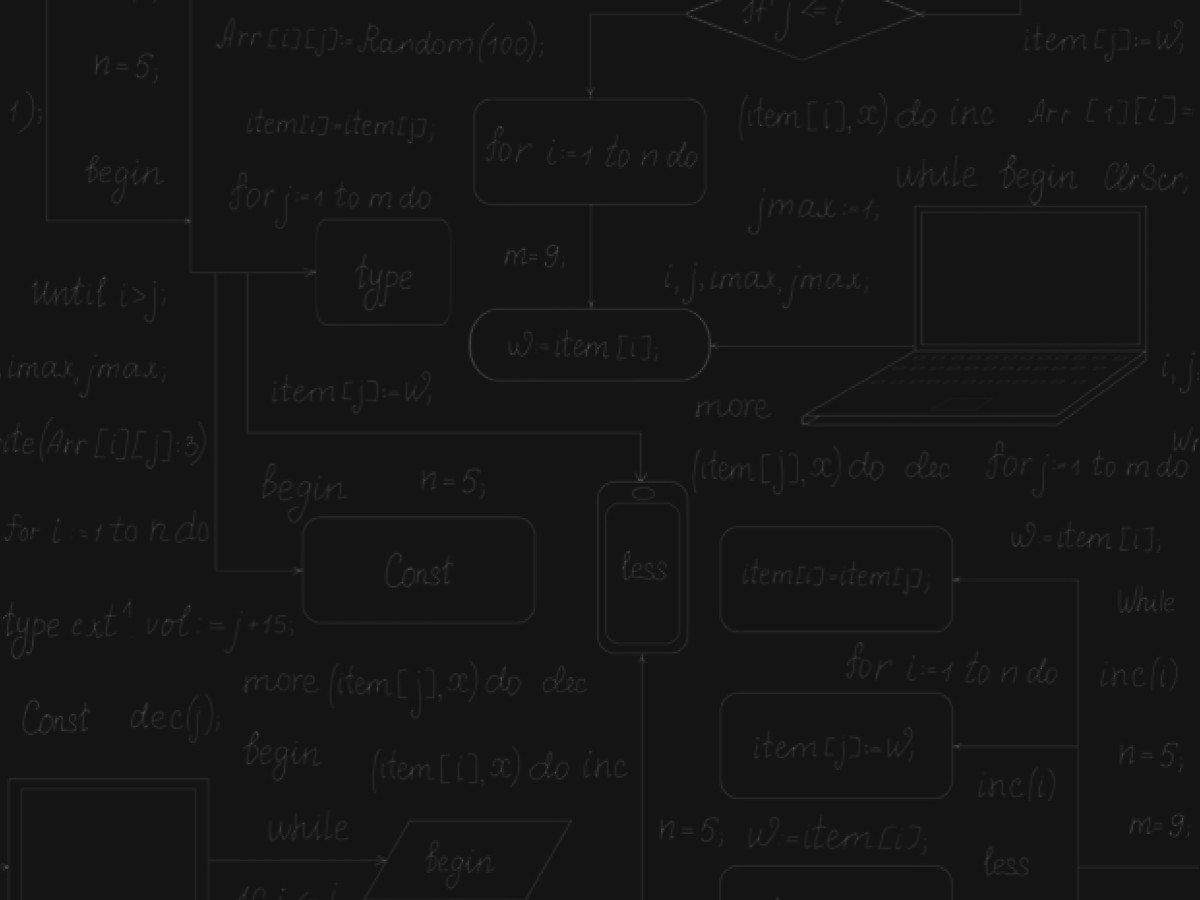 If j <= i
Arr[i][j]:=Random(100);
item[j]:=W;
n=5;
1);
(item[i],x) do inc
Arr [1][i]=
item[i]=item[j];
for i:=1 to n do
begin
while begin ClrScr;
for j:=1 to m do
jmax:=1;
m=9;
type
i, j, imax, jmax;
until i>j;
w:=item[i];
imax, jmax;
i, j;
item[j]:=W;
more
ite(Arr[i][j]:3)
Wr
(item[j],x) do dec
for j:=1 to m do
begin
n=5;
for i:=1 to n do
w:=item[i];
Const
less
item[i]=item[j];
While
type ext^: vol:=j+15;
for i:=1 to n do
more (item[j],x) do dec
inc(i)
Const
dec(j);
begin
item[j]:=W;
n=5;
(item[i],x) do inc
inc(i)
while
n=5;
w:=item[i];
m=9;
begin
less